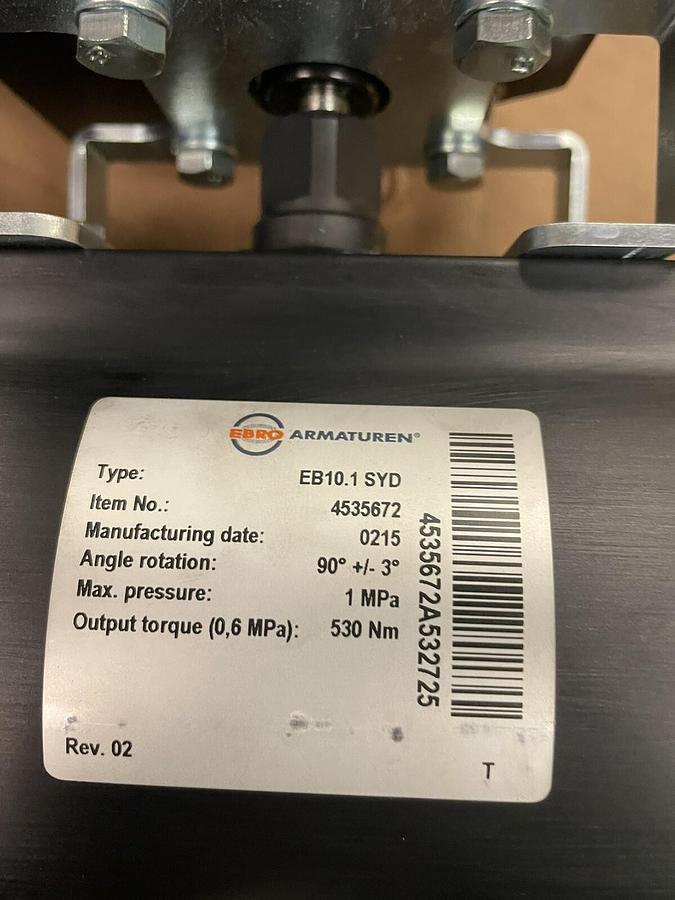 EBRO ARMATUREN®
Type: EB10.1 SYD
Item No.: 4535672
Manufacturing date: 0215
Angle rotation: 90° +/- 3°
Max. pressure: 1 MPa
Output torque (0,6 MPa): 530 Nm
4535672A532725
Rev. 02
T